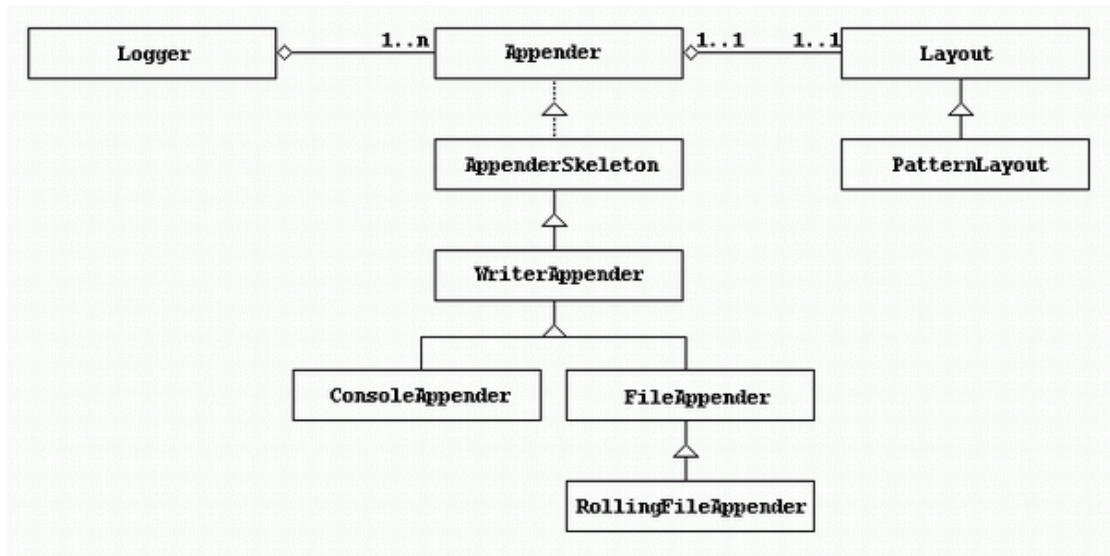 Logger
1..n
Appender
1..1
1..1
Layout
AppenderSkeleton
PatternLayout
WriterAppender
ConsoleAppender
FileAppender
RollingFileAppender